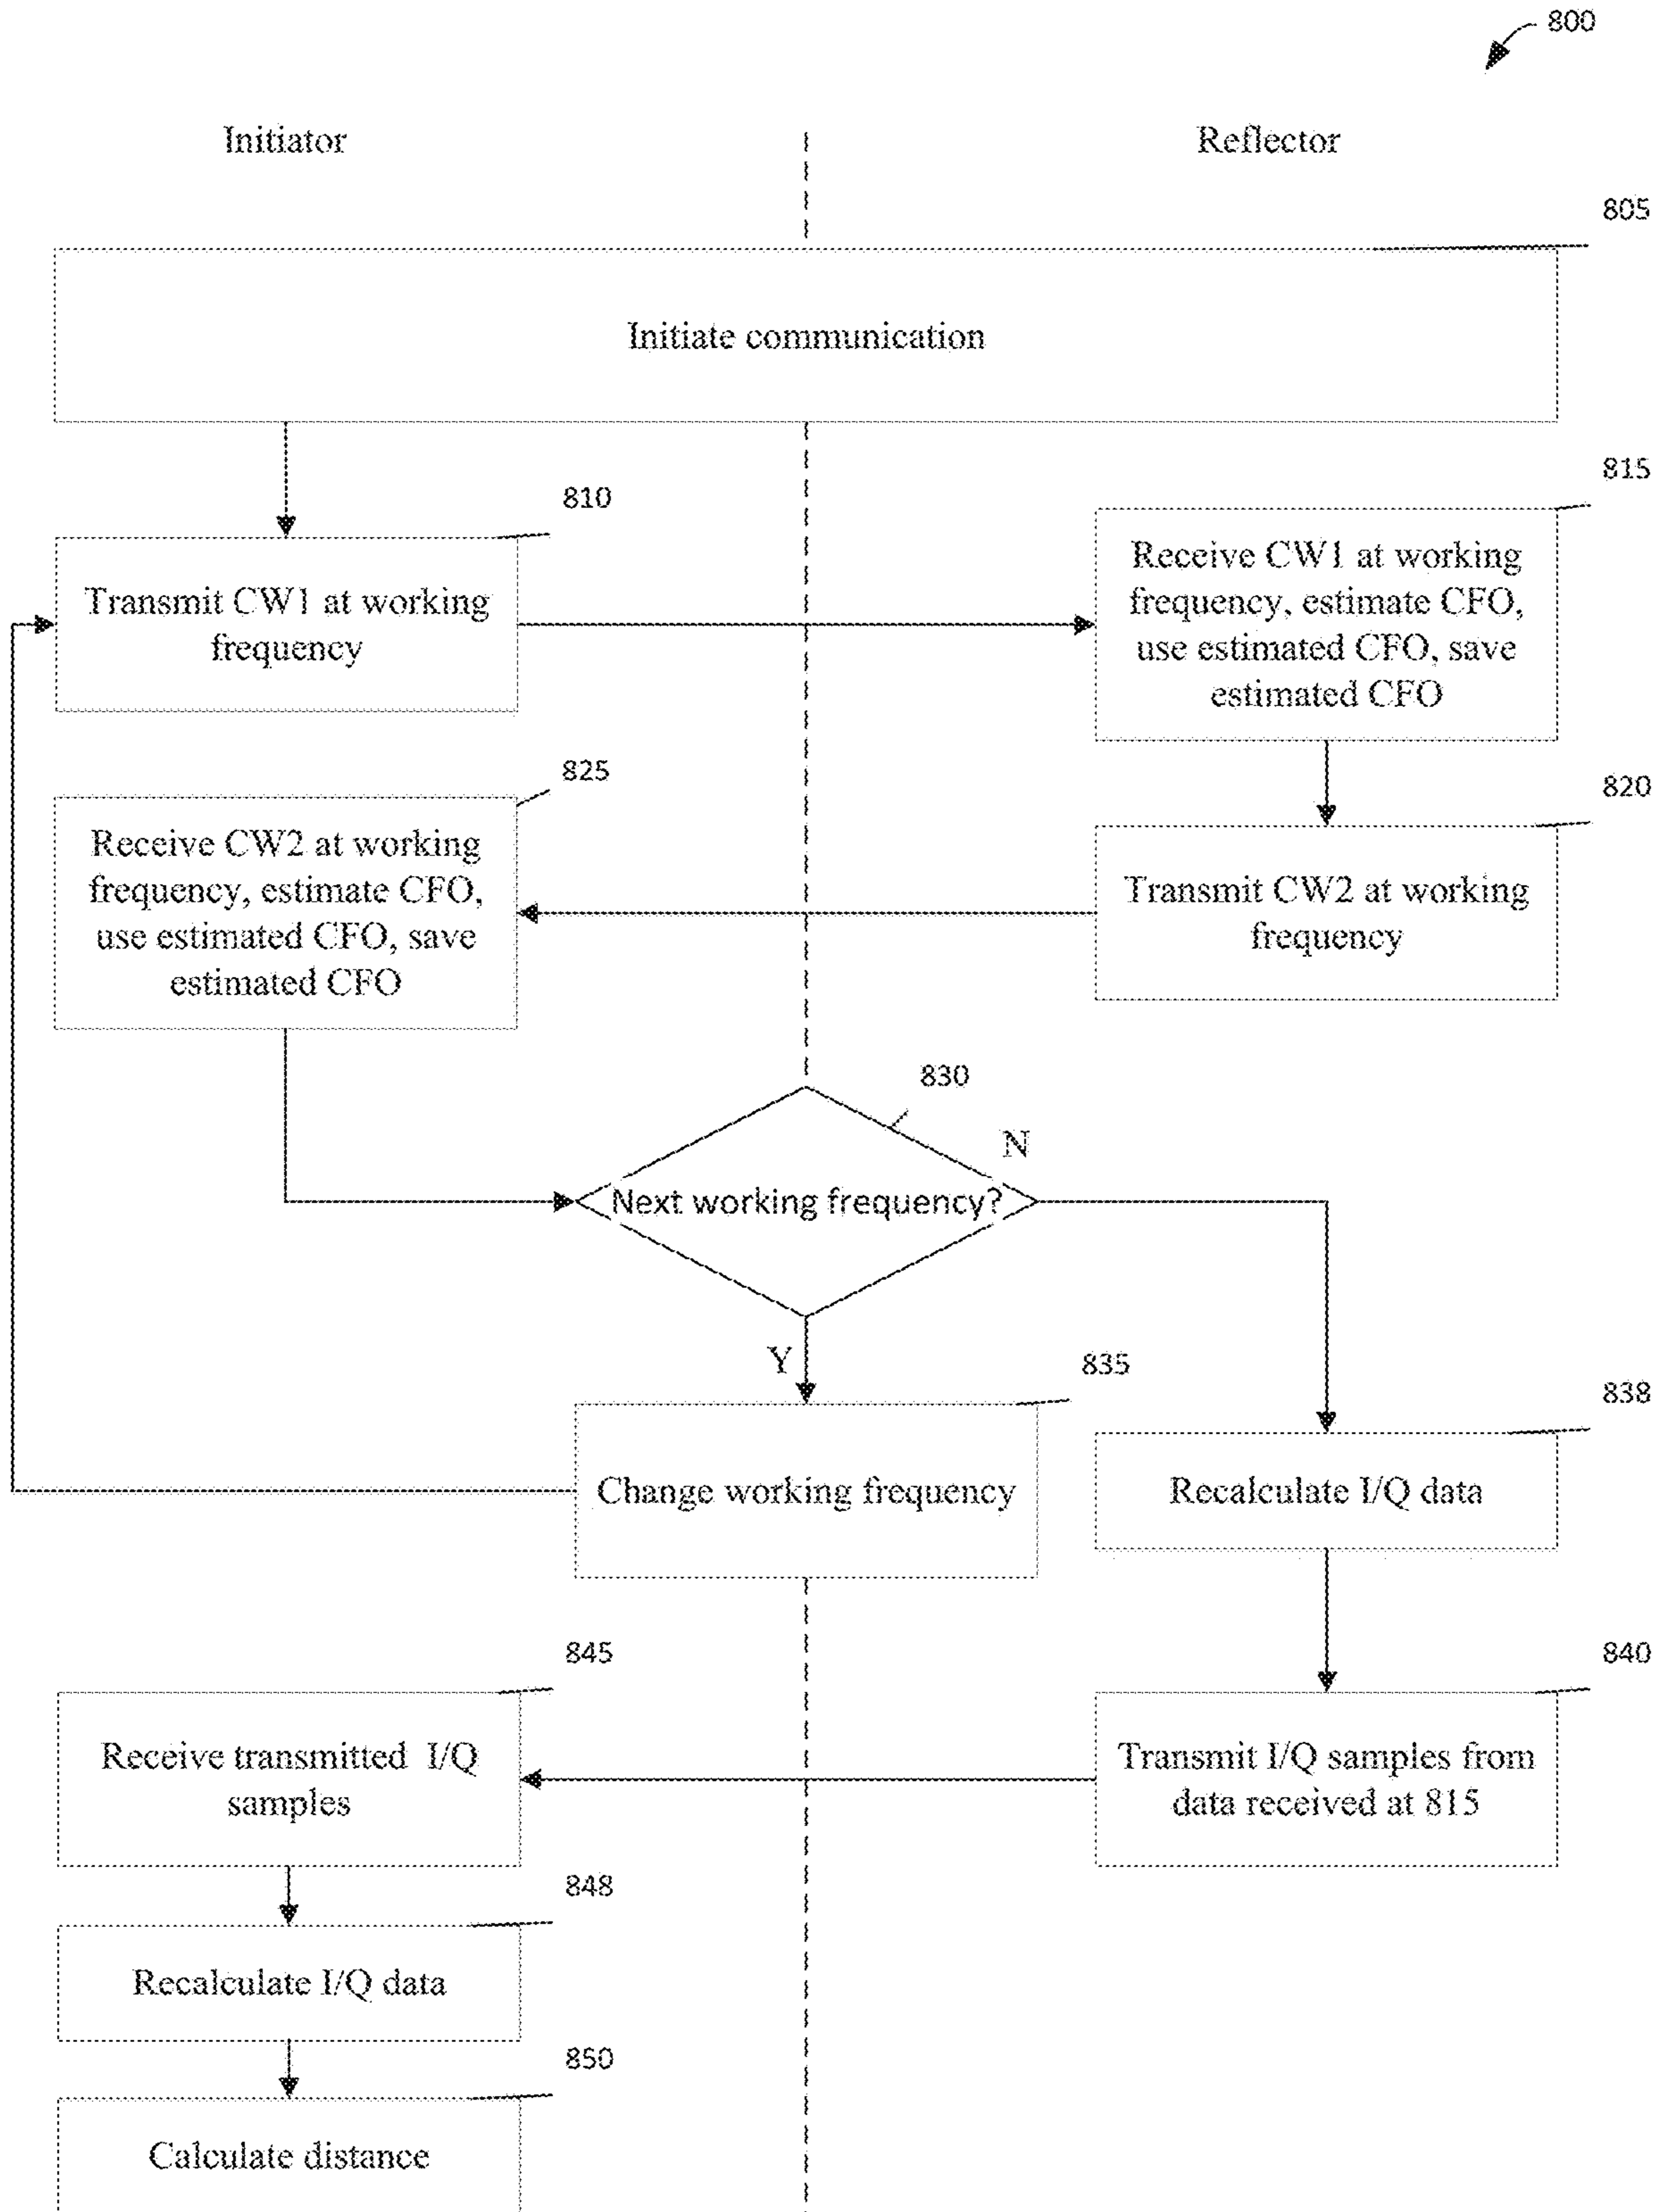 800
Initiator
Reflector
805
Initiate communication
810
815
Transmit CW1 at working
frequency
Receive CW1 at working
frequency, estimate CFO,
use estimated CFO, save
estimated CFO
825
820
Receive CW2 at working
frequency, estimate CFO,
use estimated CFO, save
estimated CFO
Transmit CW2 at working
frequency
830
N
Next working frequency?
Y
835
838
Change working frequency
Recalculate I/Q data
845
840
Receive transmitted I/Q
samples
Transmit I/Q samples from
data received at 815
848
Recalculate I/Q data
850
Calculate distance